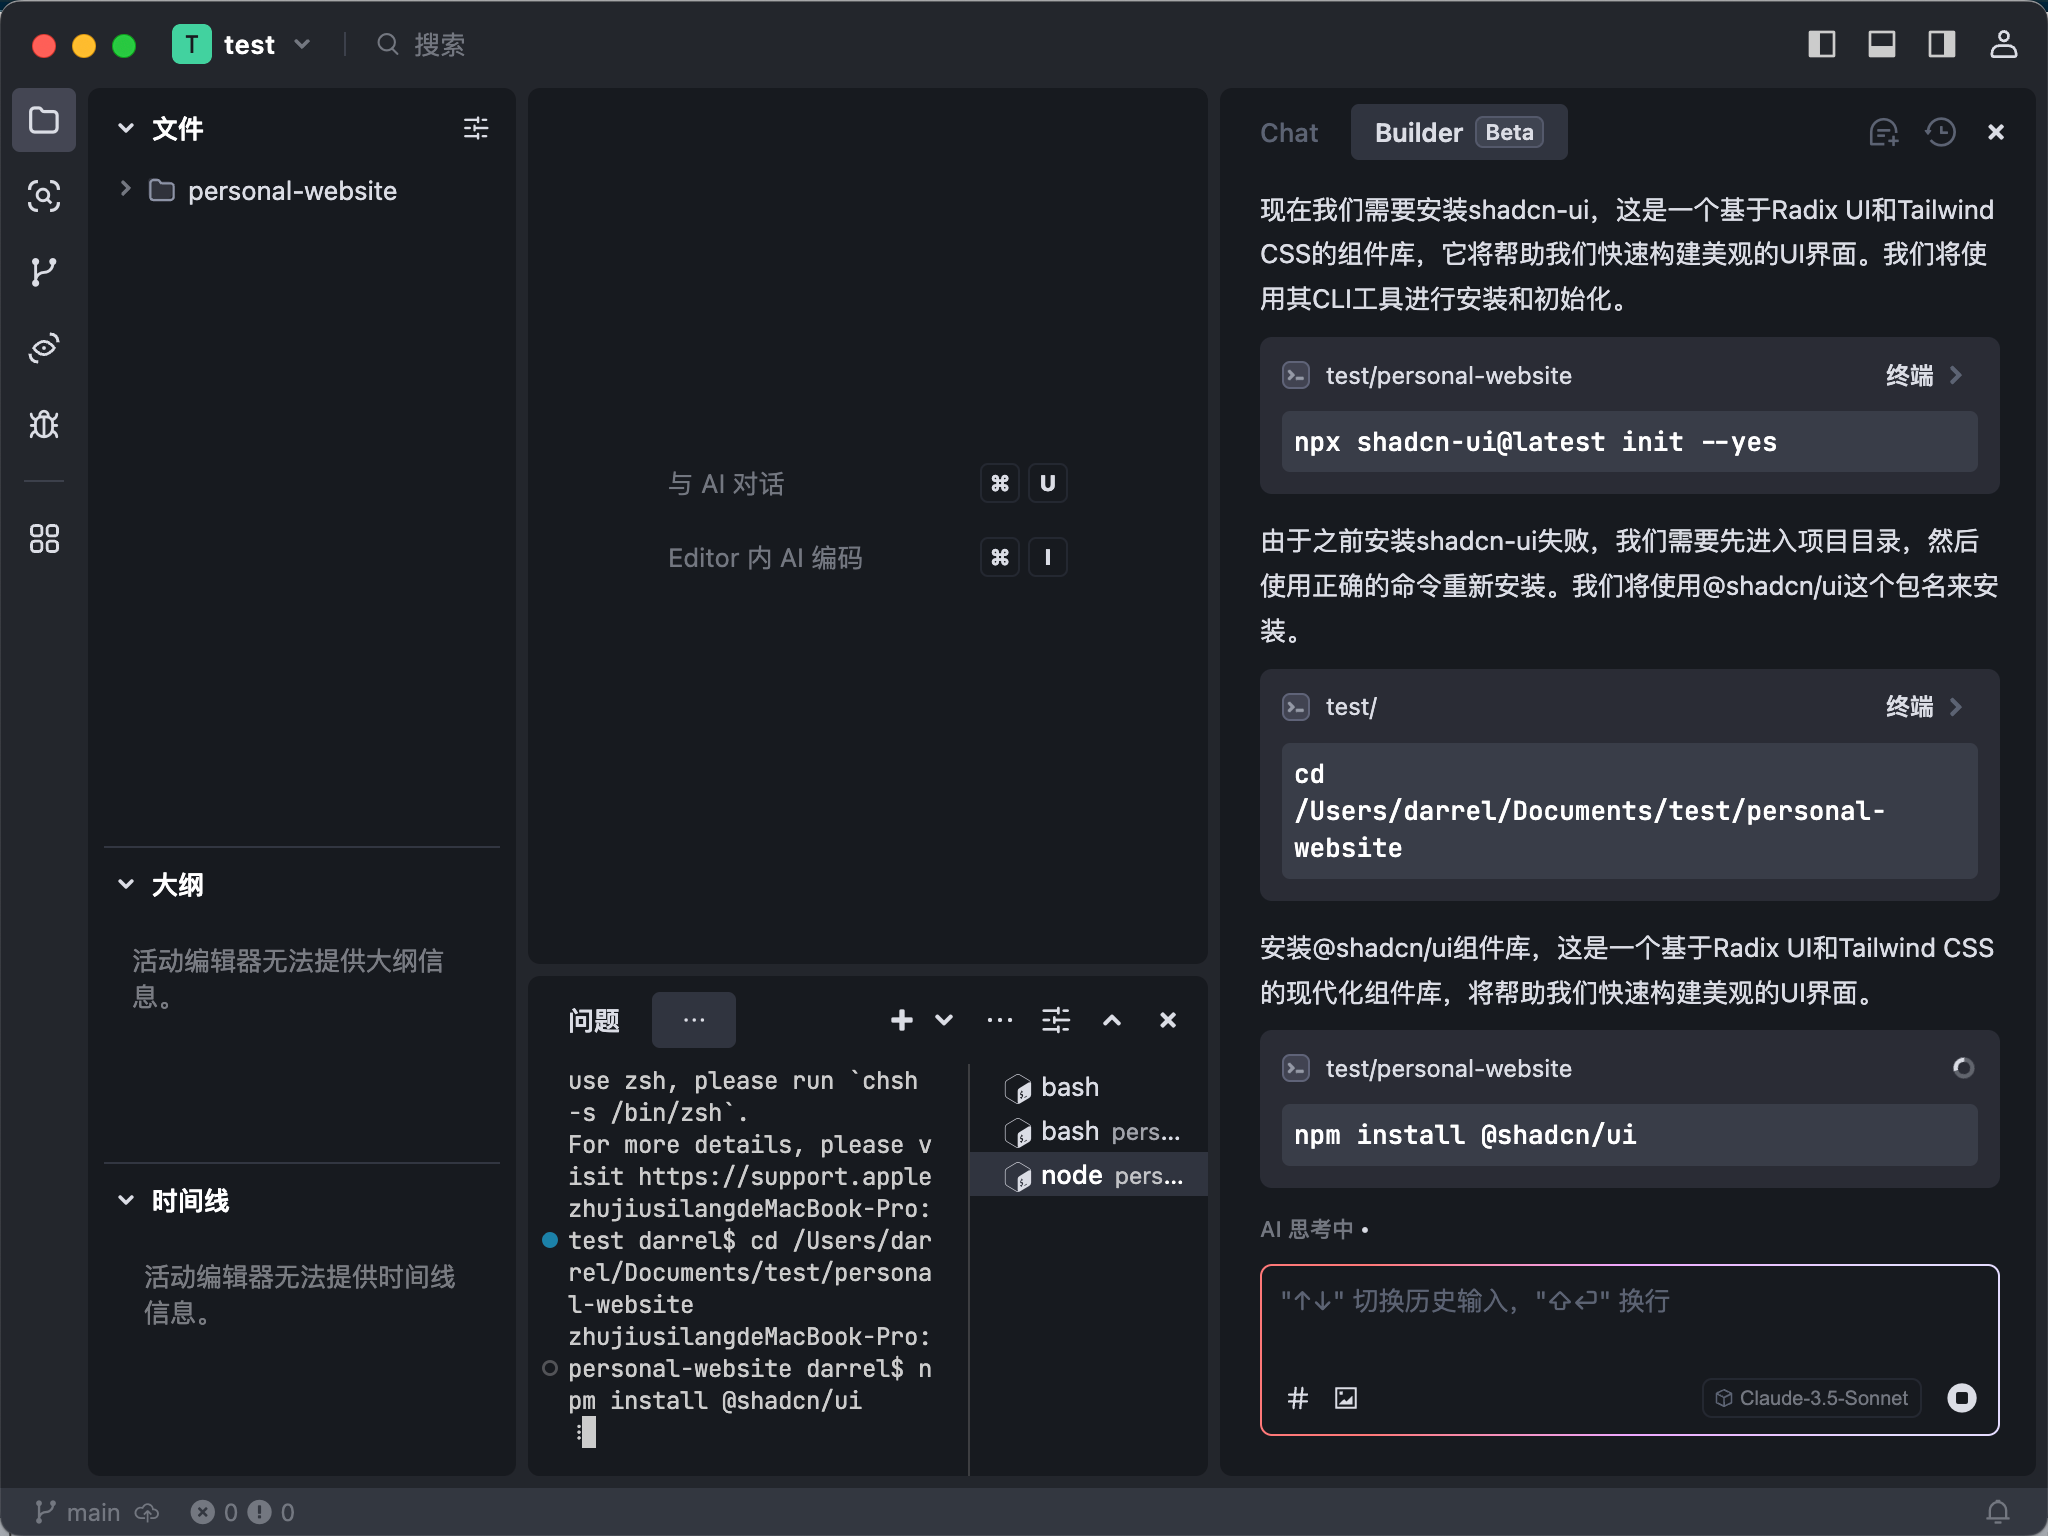 T test
搜索
文件
personal-website
大纲
活动编辑器无法提供大纲信
息。
时间线
活动编辑器无法提供时间线
信息。
与 AI 对话 ⌘ U
Editor 内 AI 编码 ⌘ I
问题 ···
use zsh, please run `chsh
-s /bin/zsh`.
For more details, please v
isit https://support.apple
zhujiusilangdeMacBook-Pro:
test darrel$ cd /Users/dar
rel/Documents/test/persona
l-website
zhujiusilangdeMacBook-Pro:
personal-website darrel$ n
pm install @shadcn/ui
bash
bash pers...
node pers...
Chat
Builder Beta
现在我们需要安装shadcn-ui，这是一个基于Radix UI和Tailwind
CSS的组件库，它将帮助我们快速构建美观的UI界面。我们将使
用其CLI工具进行安装和初始化。
test/personal-website 终端
npx shadcn-ui@latest init --yes
由于之前安装shadcn-ui失败，我们需要先进入项目目录，然后
使用正确的命令重新安装。我们将使用@shadcn/ui这个包名来安
装。
test/ 终端
cd
/Users/darrel/Documents/test/personal-
website
安装@shadcn/ui组件库，这是一个基于Radix UI和Tailwind CSS
的现代化组件库，将帮助我们快速构建美观的UI界面。
test/personal-website
npm install @shadcn/ui
AI 思考中
"↑↓" 切换历史输入，"⇧⏎" 换行
# Claude-3.5-Sonnet
main 0 0